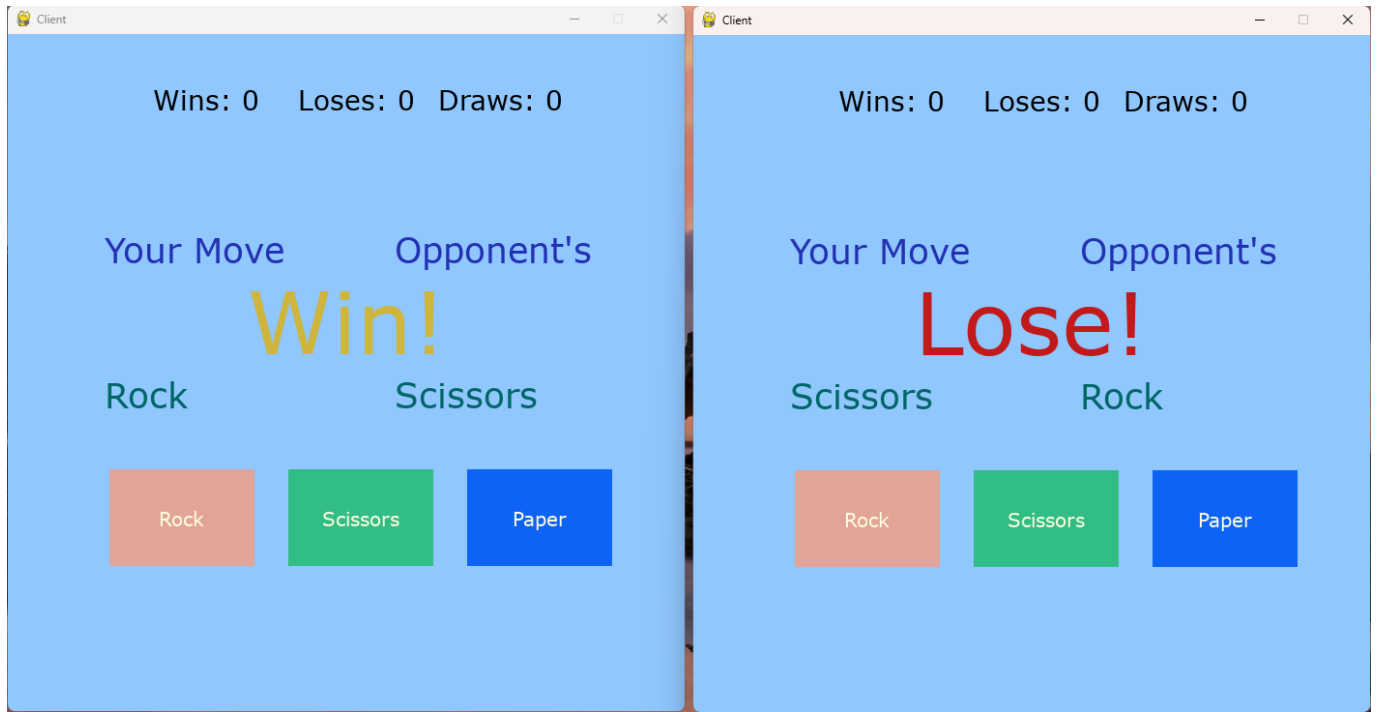 Client
Wins: 0 Loses: 0 Draws: 0
Your Move Opponent's
Win!
Rock Scissors
Rock Scissors Paper
Client
Wins: 0 Loses: 0 Draws: 0
Your Move Opponent's
Lose!
Scissors Rock
Rock Scissors Paper